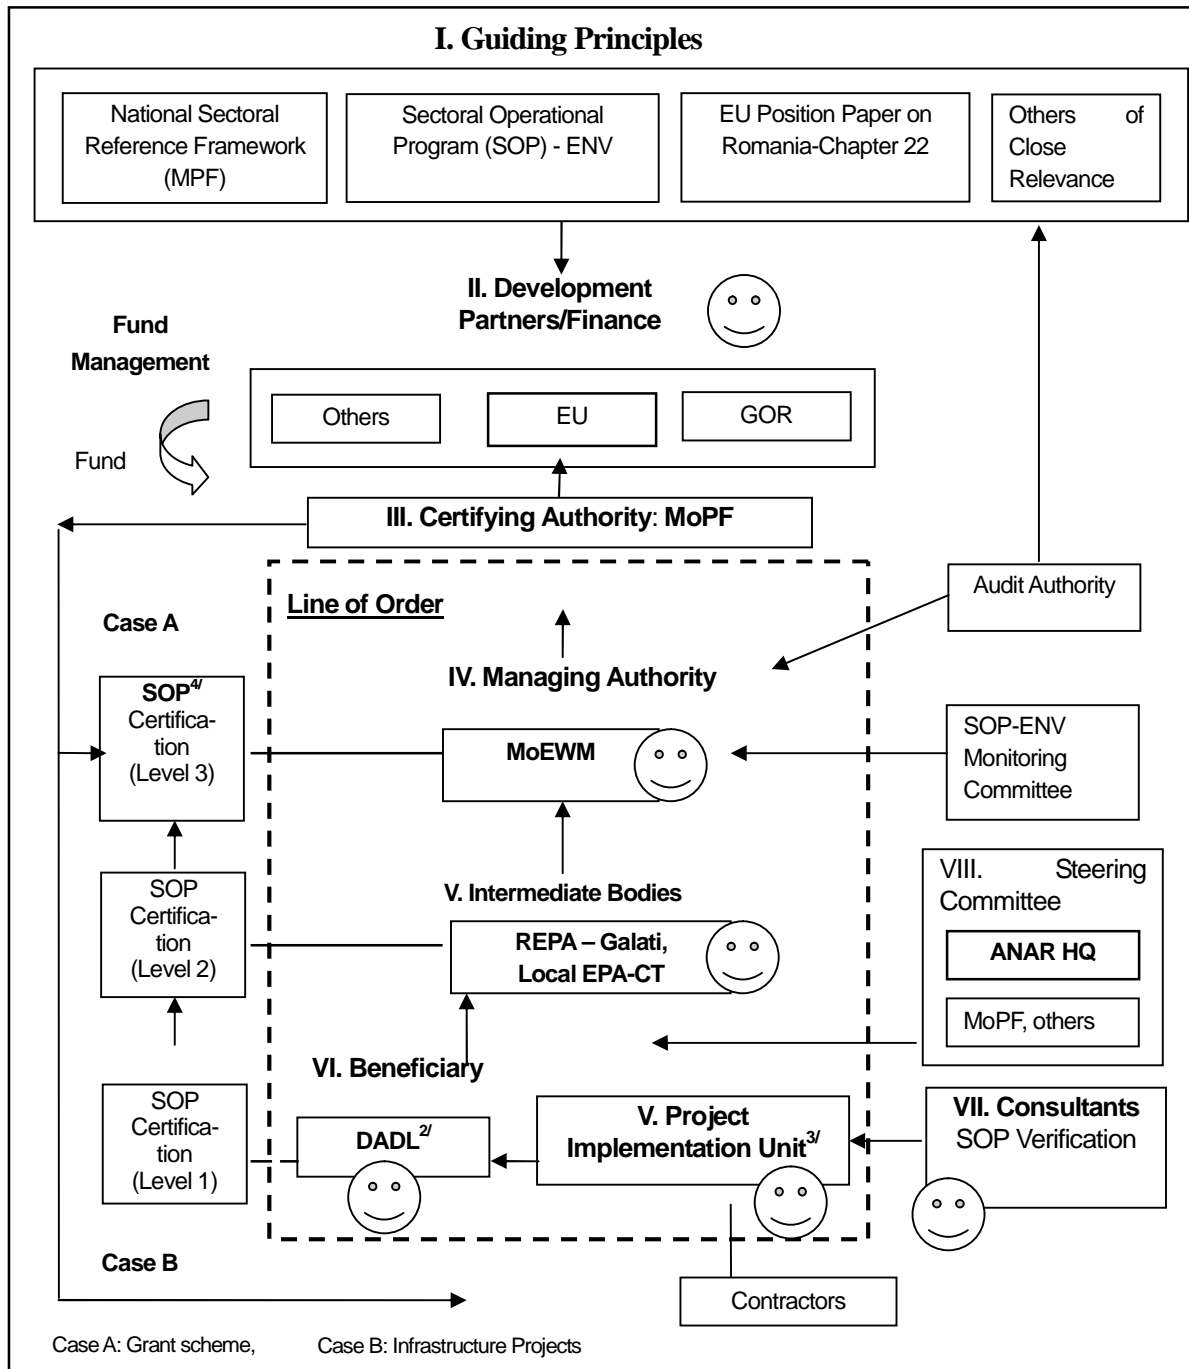 I. Guiding Principles
National Sectoral
Reference Framework
(MPF)
Sectoral Operational
Program (SOP) - ENV
EU Position Paper on
Romania-Chapter 22
Others of
Close
Relevance
II. Development
Partners/Finance
Fund
Management
Fund
Others
EU
GOR
III. Certifying Authority: MoPF
Line of Order
Audit Authority
Case A
IV. Managing Authority
SOP4/
Certifica-
tion
(Level 3)
MoEWM
SOP-ENV
Monitoring
Committee
V. Intermediate Bodies
SOP
Certifica-
tion
(Level 2)
REPA – Galati,
Local EPA-CT
VIII. Steering
Committee
ANAR HQ
MoPF, others
VI. Beneficiary
SOP
Certifica-
tion
(Level 1)
DADL2/
V. Project
Implementation Unit3/
VII. Consultants
SOP Verification
Case B
Contractors
Case A: Grant scheme, Case B: Infrastructure Projects